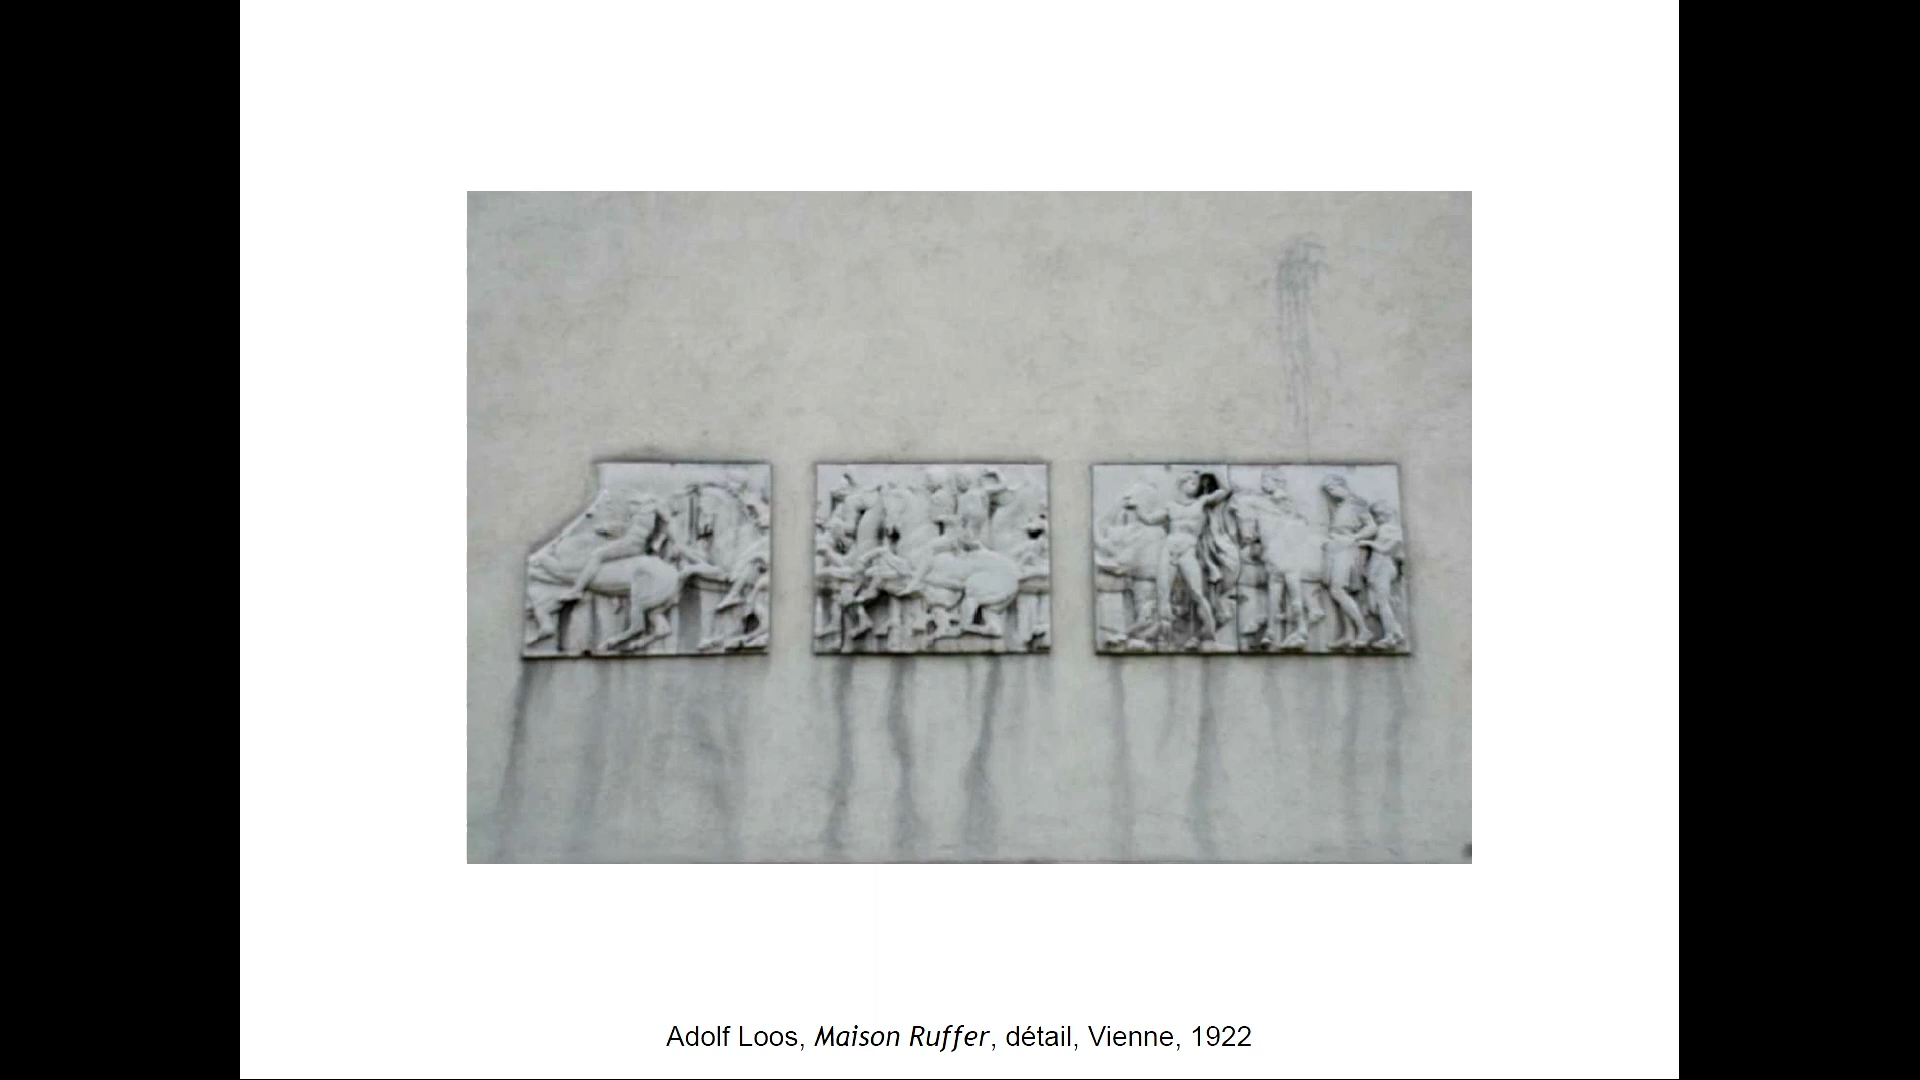 Adolf Loos, Maison Ruffer, détail, Vienne, 1922